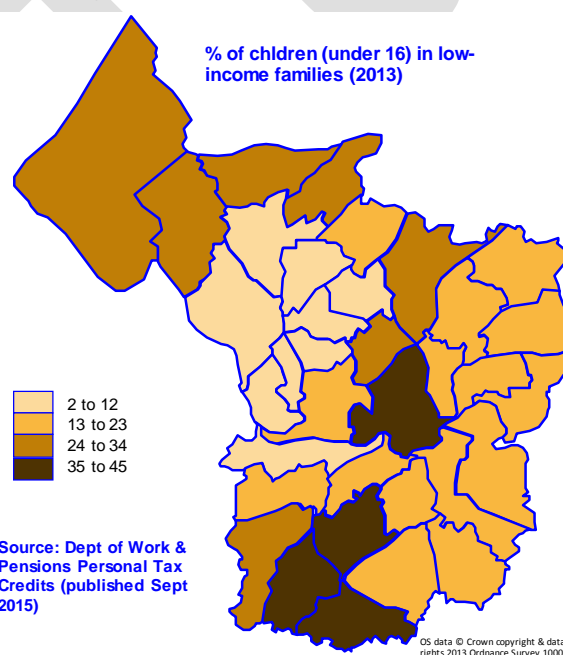 % of chldren (under 16) in low-
income families (2013)
2 to 12
13 to 23
24 to 34
35 to 45
Source: Dept of Work &
Pensions Personal Tax
Credits (published Sept
2015)
OS data © Crown copyright & data
rights 2013 Ordnance Survey 1000